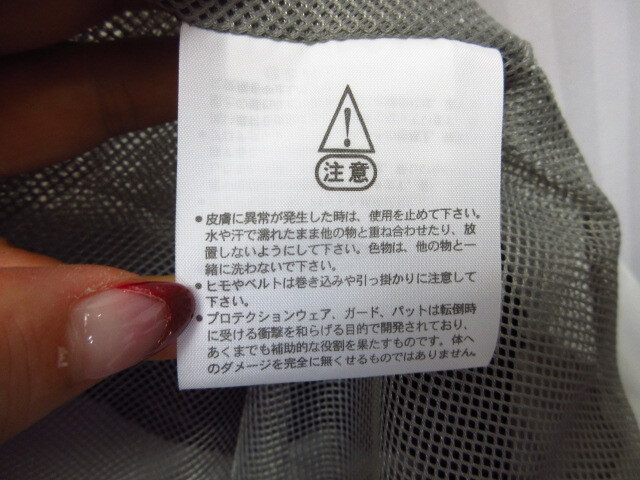 !
注意
●皮膚に異常が発生した時は、使用を止めて下さい。
水や汗で濡れたまま他の物と重ね合わせたり、放
置しないようにして下さい。色物は、他の物と一
緒に洗わないで下さい。
●ヒモやベルトは巻き込みや引っ掛かりに注意して
下さい。
●プロテクションウェア、ガード、パットは転倒時
に受ける衝撃を和らげる目的で開発されており、
あくまでも補助的な役割を果たすものです。体へ
のダメージを完全に無くせるものではありません。